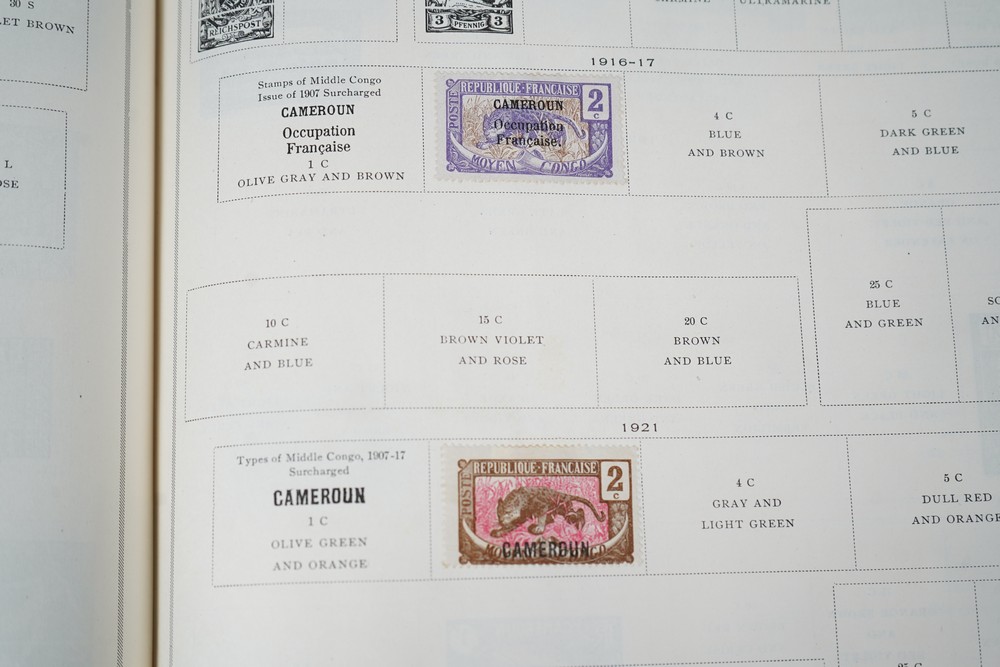 30 S
LET BROWN
L
OSE
REICHSPOST
3 PFENNIG 3
ULTRAMARINE
1916-17
Stamps of Middle Congo
Issue of 1907 Surcharged
CAMEROUN
Occupation
Française
1 C
OLIVE GRAY AND BROWN
POSTE
REPUBLIQUE-FRANÇAISE
2
c
CAMEROUN
Occupation
Française.
MOYEN CONGO
4 C
BLUE
AND BROWN
5 C
DARK GREEN
AND BLUE
10 C
CARMINE
AND BLUE
15 C
BROWN VIOLET
AND ROSE
20 C
BROWN
AND BLUE
25 C
BLUE
AND GREEN
1921
Types of Middle Congo, 1907-17
Surcharged
CAMEROUN
1 C
OLIVE GREEN
AND ORANGE
POSTE
REPUBLIQUE-FRANÇAISE
2
c
CAMEROUN
4 C
GRAY AND
LIGHT GREEN
5 C
DULL RED
AND ORANGE